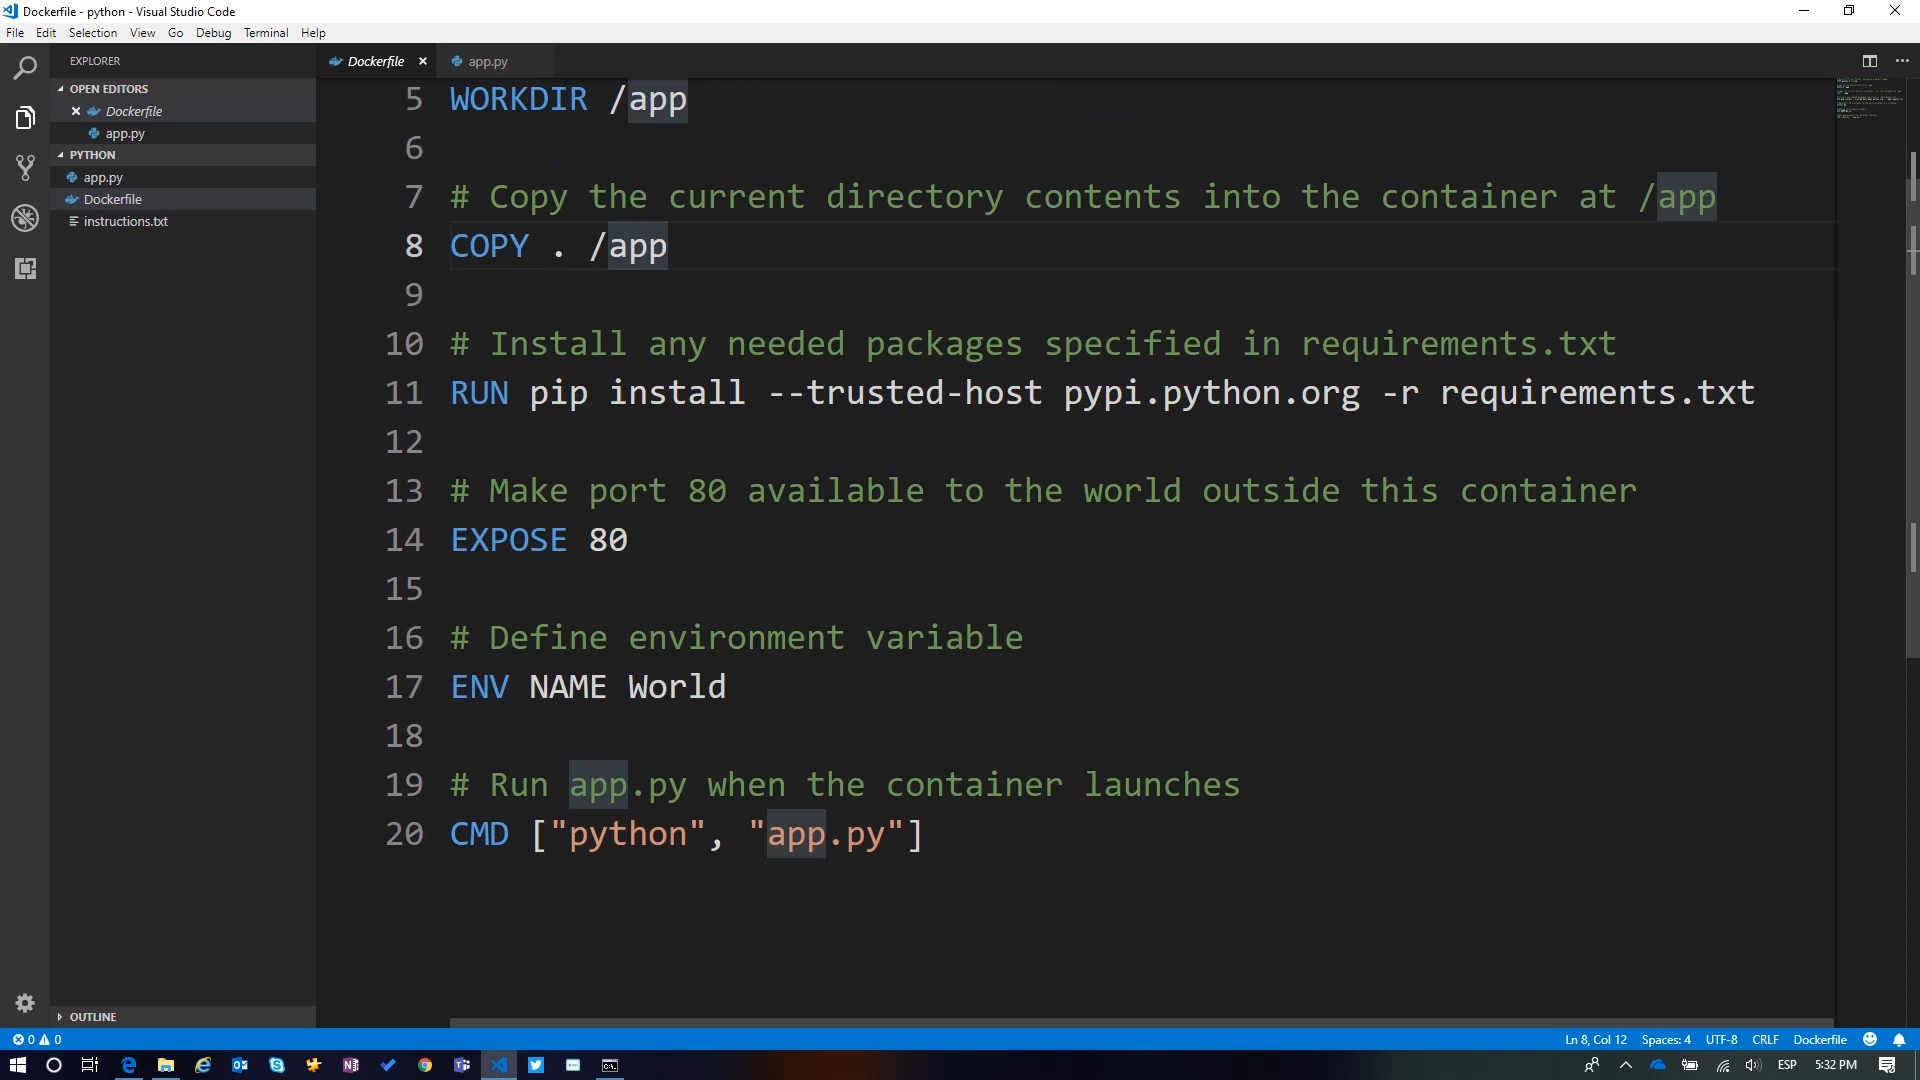 Dockerfile - python - Visual Studio Code
File Edit Selection View Go Debug Terminal Help
EXPLORER
OPEN EDITORS
Dockerfile
app.py
PYTHON
app.py
Dockerfile
instructions.txt
OUTLINE
Dockerfile app.py
5 WORKDIR /app
6
7 # Copy the current directory contents into the container at /app
8 COPY . /app
9
10 # Install any needed packages specified in requirements.txt
11 RUN pip install --trusted-host pypi.python.org -r requirements.txt
12
13 # Make port 80 available to the world outside this container
14 EXPOSE 80
15
16 # Define environment variable
17 ENV NAME World
18
19 # Run app.py when the container launches
20 CMD ["python", "app.py"]
0 0 Ln 8, Col 12 Spaces: 4 UTF-8 CRLF Dockerfile
ESP 5:32 PM